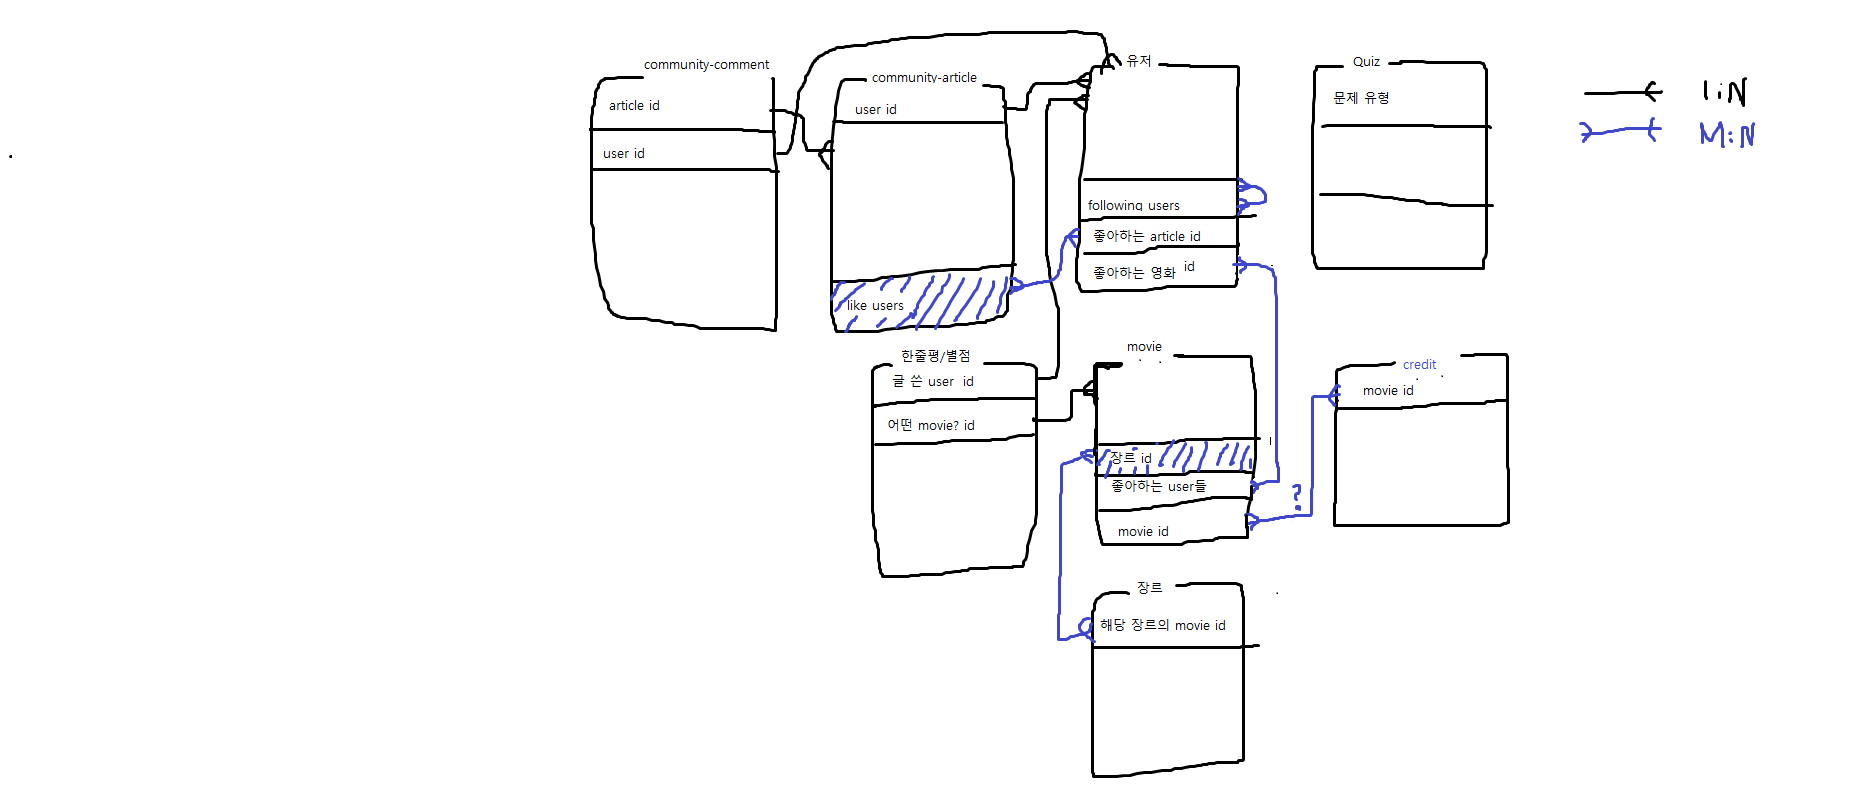 community-comment
article id
user id
community-article
user id
like users
유저
following users
좋아하는 article id
좋아하는 영화 id
Quiz
문제 유형
1:N
M:N
한줄평/별점
글 쓴 user id
어떤 movie? id
movie
장르 id
좋아하는 user들
movie id
?
credit
movie id
장르
해당 장르의 movie id